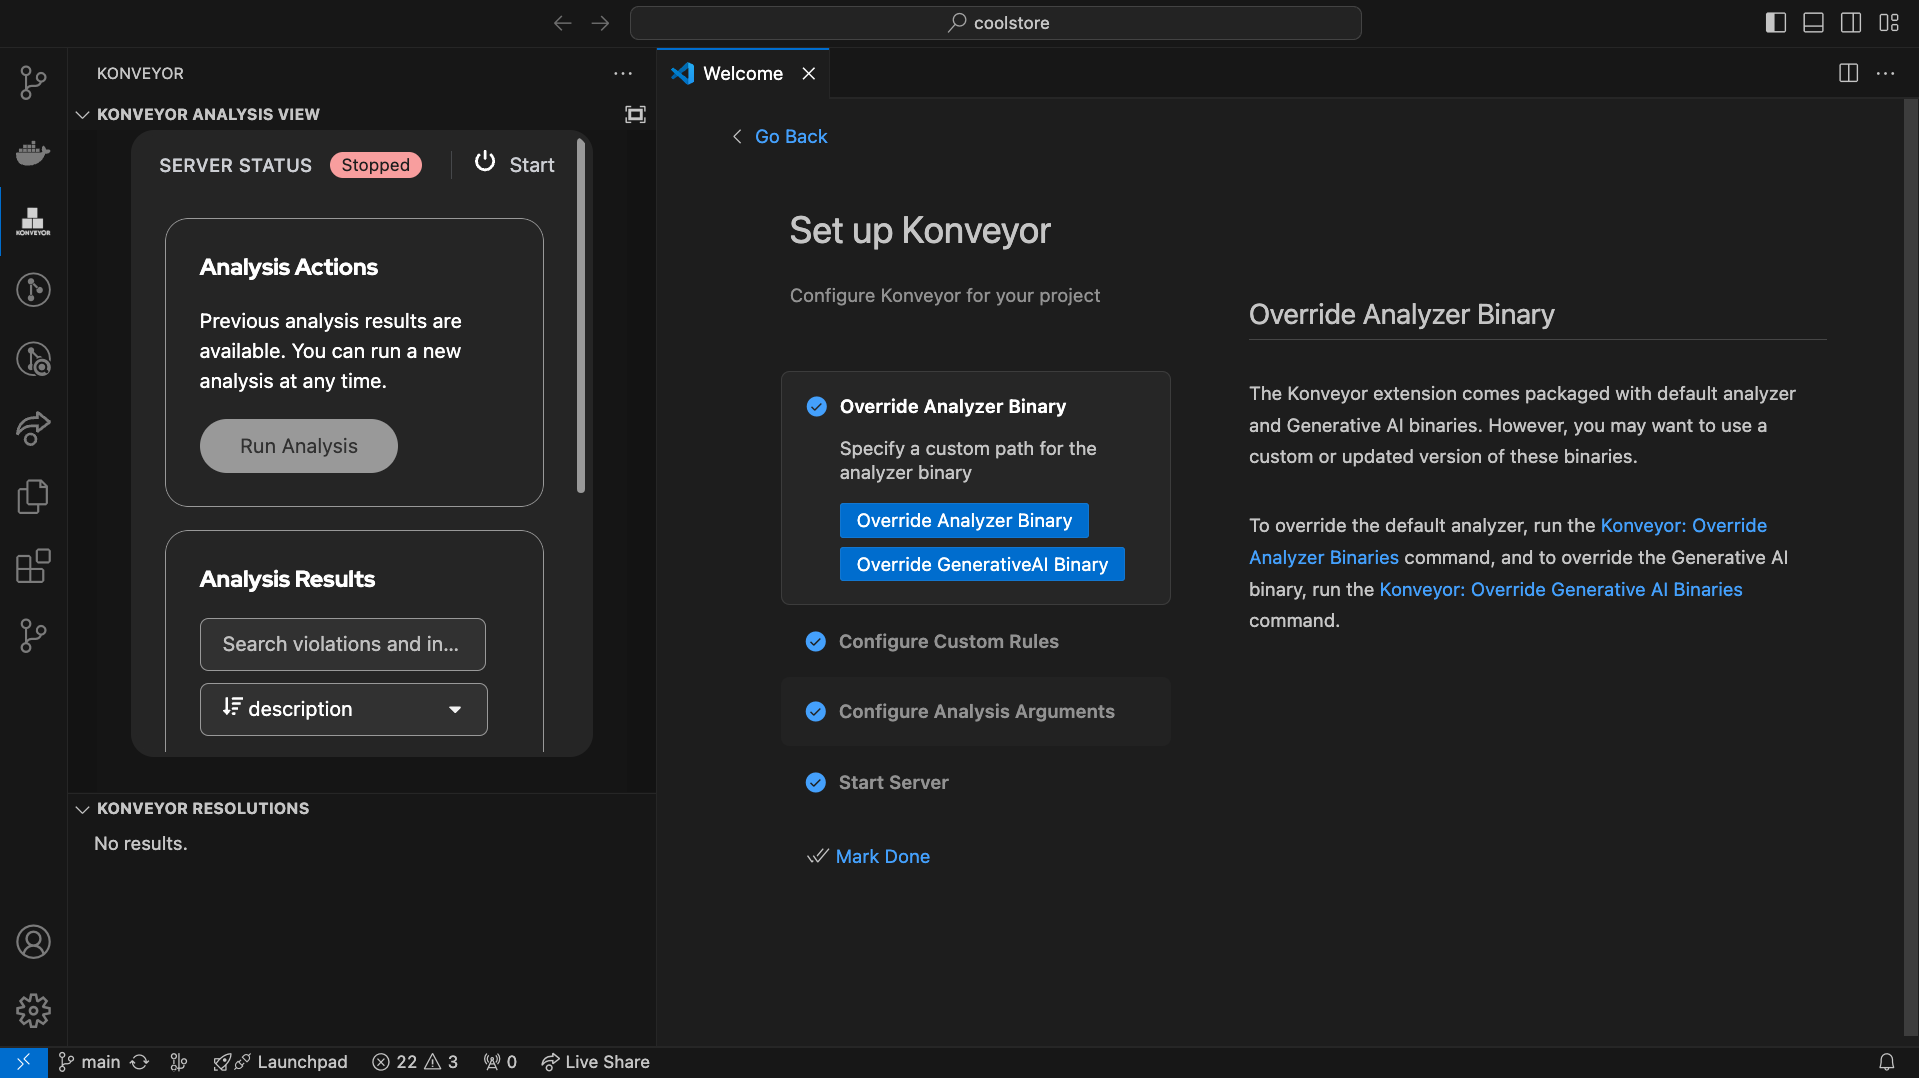 coolstore
KONVEYOR
Welcome
KONVEYOR ANALYSIS VIEW
SERVER STATUS Stopped Start
Analysis Actions
Previous analysis results are
available. You can run a new
analysis at any time.
Run Analysis
Analysis Results
Search violations and in...
description
KONVEYOR RESOLUTIONS
No results.
KONVEYOR
Go Back
Set up Konveyor
Configure Konveyor for your project
Override Analyzer Binary
Specify a custom path for the
analyzer binary
Override Analyzer Binary
Override GenerativeAI Binary
Configure Custom Rules
Configure Analysis Arguments
Start Server
Mark Done
Override Analyzer Binary
The Konveyor extension comes packaged with default analyzer
and Generative AI binaries. However, you may want to use a
custom or updated version of these binaries.
To override the default analyzer, run the Konveyor: Override
Analyzer Binaries command, and to override the Generative AI
binary, run the Konveyor: Override Generative AI Binaries
command.
main Launchpad 22 3 0 Live Share